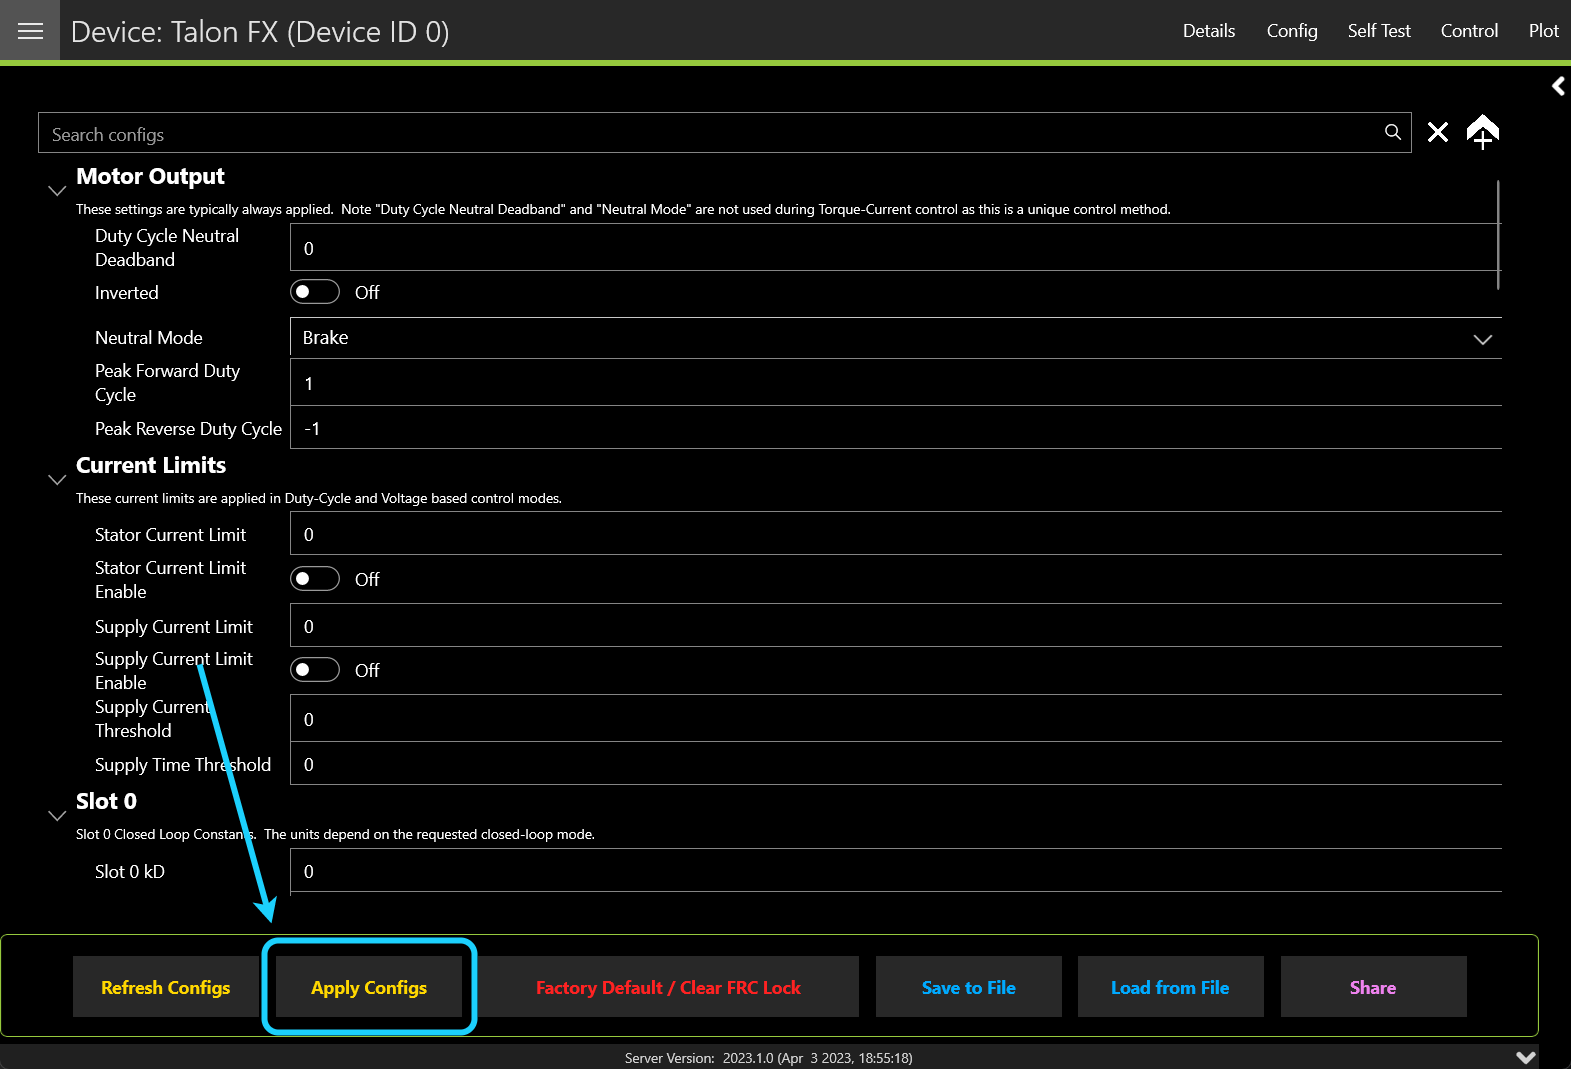 Device: Talon FX (Device ID 0)
Details Config Self Test Control Plot
Search configs
Motor Output
These settings are typically always applied.  Note "Duty Cycle Neutral Deadband" and "Neutral Mode" are not used during Torque-Current control as this is a unique control method.
Duty Cycle Neutral
Deadband
0
Inverted
Off
Neutral Mode
Brake
Peak Forward Duty
Cycle
1
Peak Reverse Duty Cycle
-1
Current Limits
These current limits are applied in Duty-Cycle and Voltage based control modes.
Stator Current Limit
0
Stator Current Limit
Enable
Off
Supply Current Limit
0
Supply Current Limit
Enable
Off
Supply Current
Threshold
0
Supply Time Threshold
0
Slot 0
Slot 0 Closed Loop Constants.  The units depend on the requested closed-loop mode.
Slot 0 kD
0
Refresh Configs
Apply Configs
Factory Default / Clear FRC Lock
Save to File
Load from File
Share
Server Version:  2023.1.0 (Apr  3 2023, 18:55:18)